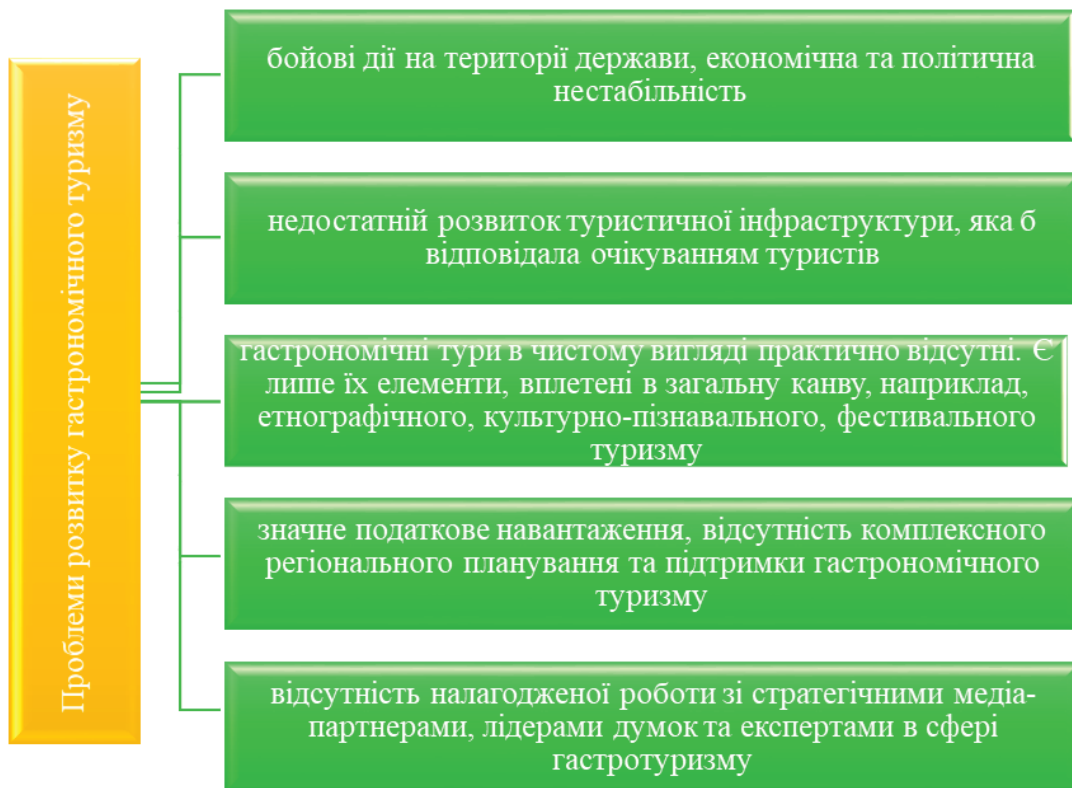 Проблеми розвитку гастрономічного туризму
бойові дії на території держави, економічна та політична
нестабільність
недостатній розвиток туристичної інфраструктури, яка б
відповідала очікуванням туристів
гастрономічні тури в чистому вигляді практично відсутні. Є
лише їх елементи, вплетені в загальну канву, наприклад,
етнографічного, культурно-пізнавального, фестивального
туризму
значне податкове навантаження, відсутність комплексного
регіонального планування та підтримки гастрономічного
туризму
відсутність налагодженої роботи зі стратегічними медіа-
партнерами, лідерами думок та експертами в сфері
гастротуризму